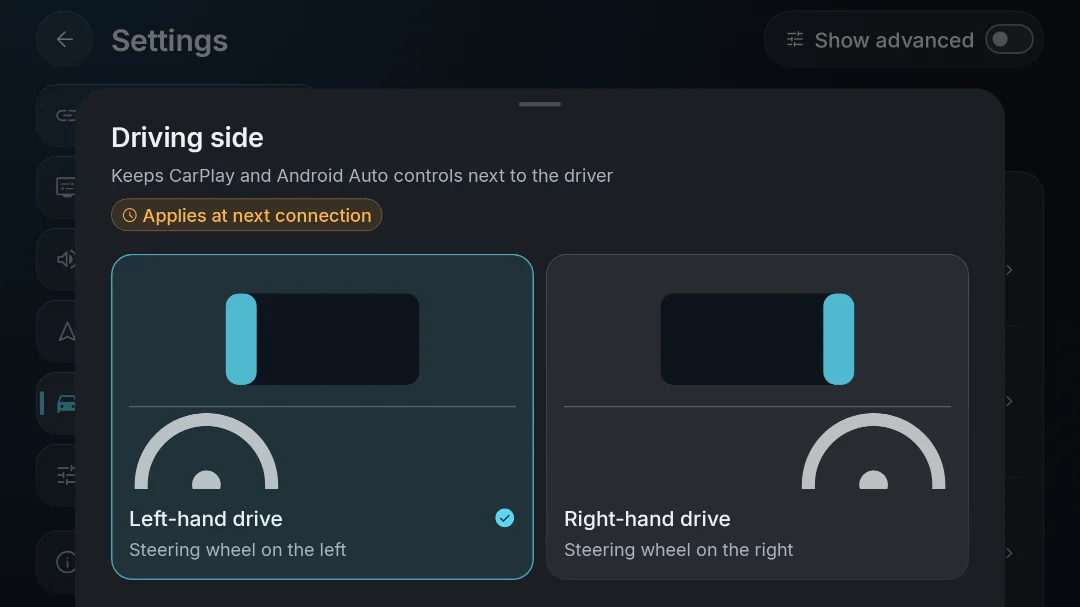 Settings
Show advanced
Driving side
Keeps CarPlay and Android Auto controls next to the driver
Applies at next connection
Left-hand drive
Steering wheel on the left
Right-hand drive
Steering wheel on the right